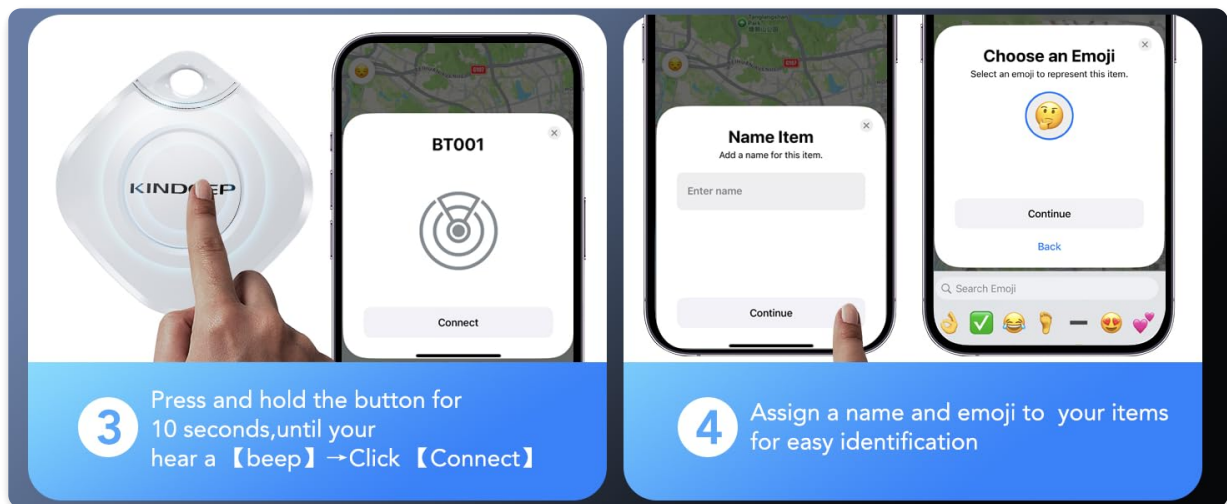 KINDEEP
BT001
Connect
3
Press and hold the button for
10 seconds,until your
hear a 【beep】→Click 【Connect】
Name Item
Add a name for this item.
Enter name
Continue
Choose an Emoji
Select an emoji to represent this item.
Continue
Back
Search Emoji
4
Assign a name and emoji to your items
for easy identification